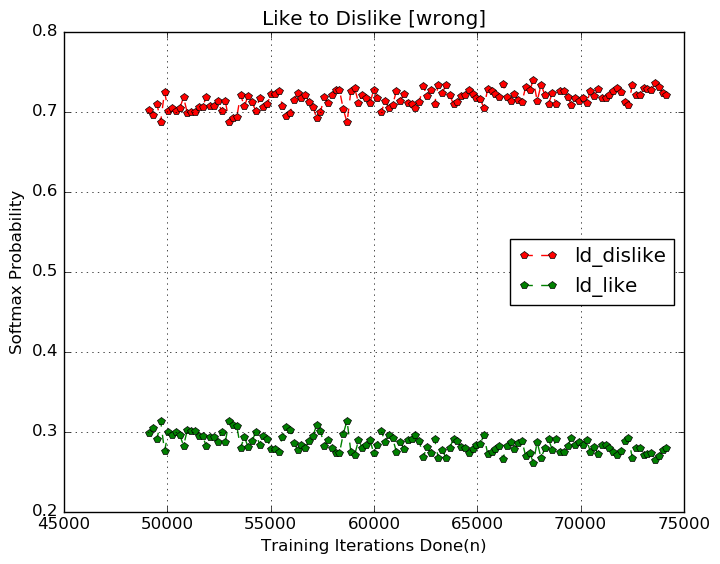 Like to Dislike [wrong]
0.8
0.7
0.6
0.5
0.4
0.3
0.2
Softmax Probability
ld_dislike
ld_like
45000 50000 55000 60000 65000 70000 75000
Training Iterations Done(n)